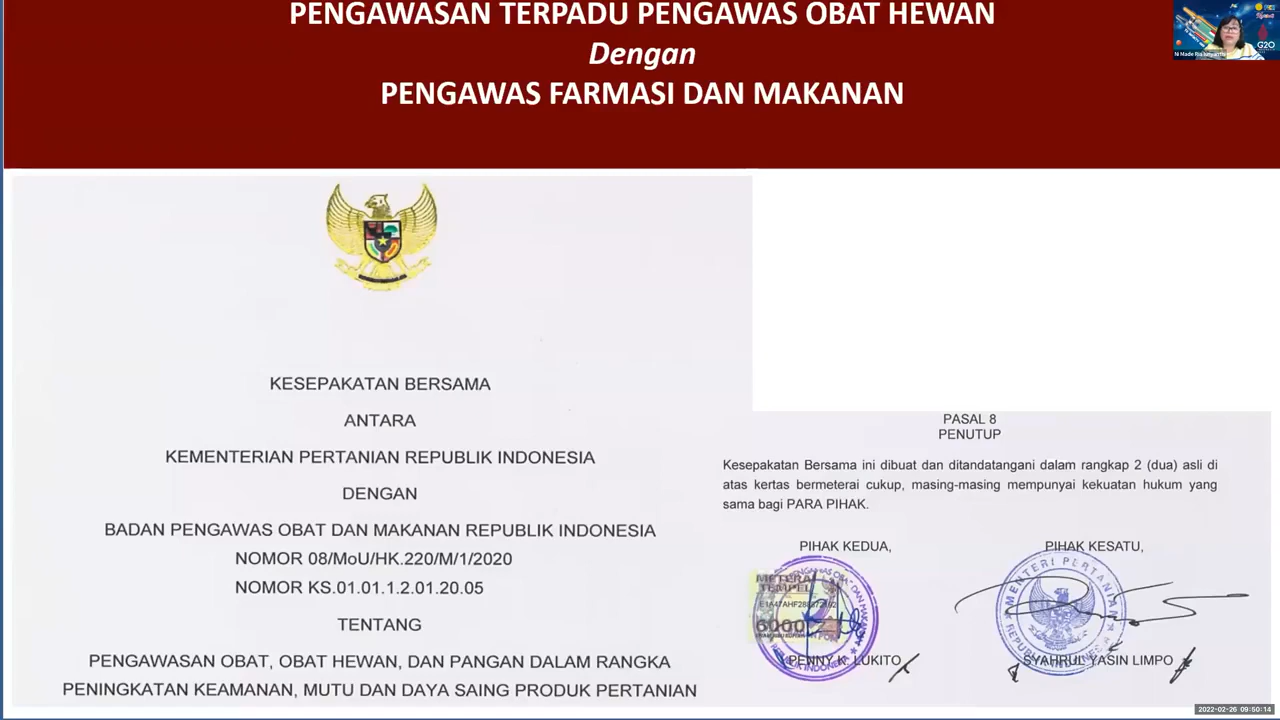 PENGAWASAN TERPADU PENGAWAS OBAT HEWAN
Dengan
PENGAWAS FARMASI DAN MAKANAN
G20
KESEPAKATAN BERSAMA
ANTARA
KEMENTERIAN PERTANIAN REPUBLIK INDONESIA
DENGAN
BADAN PENGAWAS OBAT DAN MAKANAN REPUBLIK INDONESIA
NOMOR 08/MoU/HK.220/M/1/2020
NOMOR KS.01.01.1.2.01.20.05
TENTANG
PENGAWASAN OBAT, OBAT HEWAN, DAN PANGAN DALAM RANGKA
PENINGKATAN KEAMANAN, MUTU DAN DAYA SAING PRODUK PERTANIAN
PASAL 8
PENUTUP
Kesepakatan Bersama ini dibuat dan ditandatangani dalam rangkap 2 (dua) asli di
atas kertas bermeterai cukup, masing-masing mempunyai kekuatan hukum yang
sama bagi PARA PIHAK.
PIHAK KEDUA,
METERAI
TEMPEL
6000
PENNY K. LUKITO
PIHAK KESATU,
MENTERI PERTANIAN
REPUBLIK INDONESIA
SYAHRUL YASIN LIMPO
2022-02-26 09:50:14